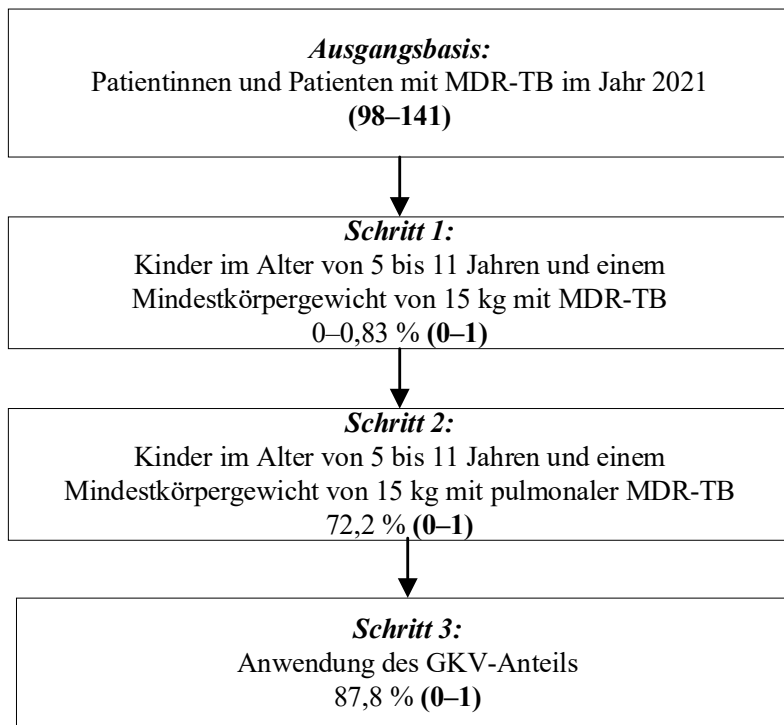 Ausgangsbasis:
Patientinnen und Patienten mit MDR-TB im Jahr 2021
(98–141)
Schritt 1:
Kinder im Alter von 5 bis 11 Jahren und einem
Mindestkörpergewicht von 15 kg mit MDR-TB
0–0,83 % (0–1)
Schritt 2:
Kinder im Alter von 5 bis 11 Jahren und einem
Mindestkörpergewicht von 15 kg mit pulmonaler MDR-TB
72,2 % (0–1)
Schritt 3:
Anwendung des GKV-Anteils
87,8 % (0–1)